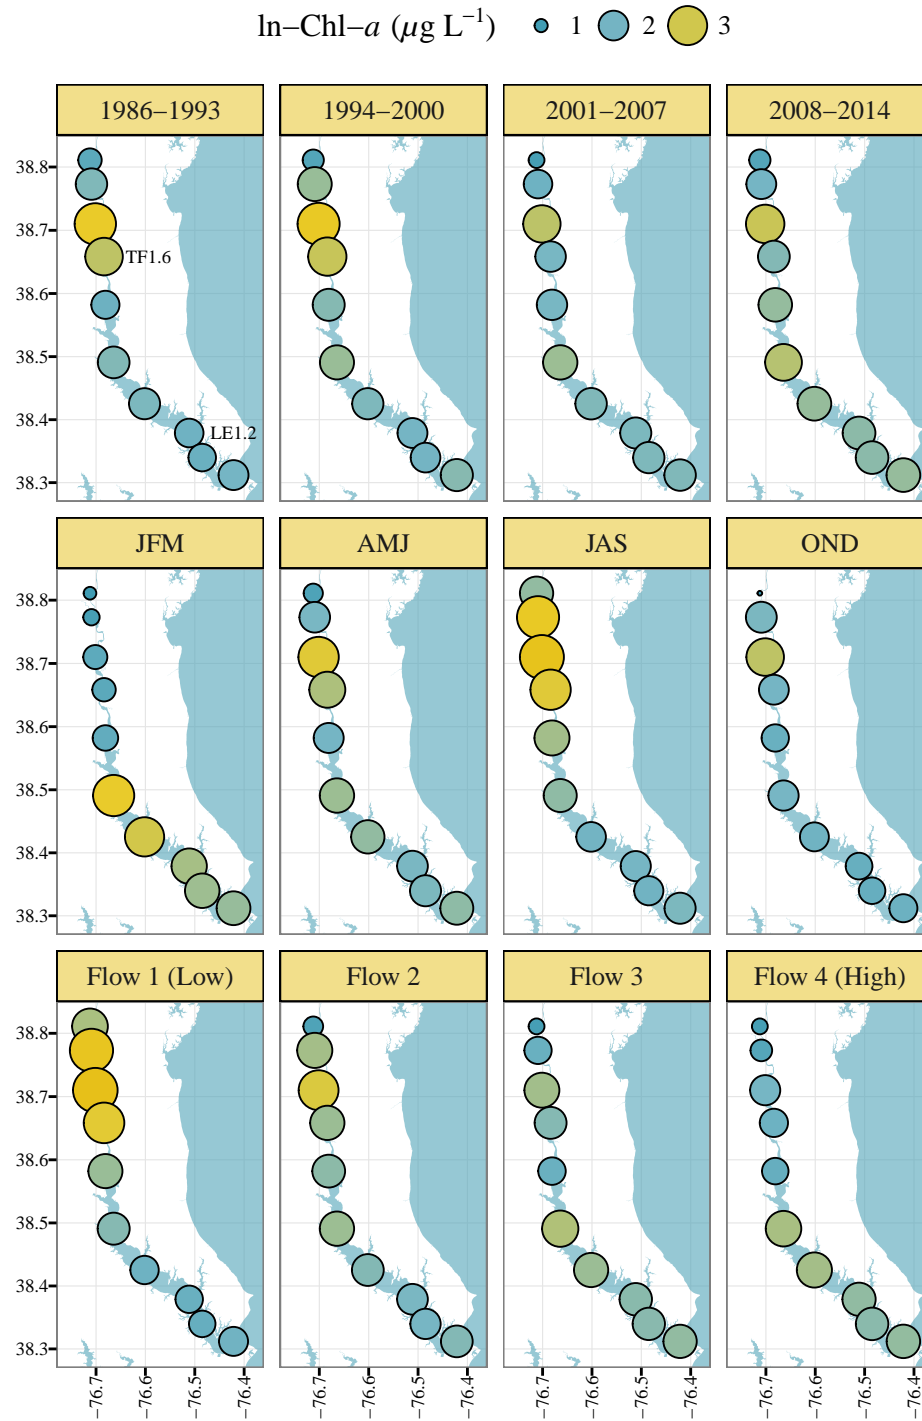 ln−Chl−a (μg L−1) 1 2 3
1986−1993 1994−2000 2001−2007 2008−2014
38.8
38.7
TF1.6
38.6
38.5
38.4
LE1.2
38.3
JFM AMJ JAS OND
38.8
38.7
38.6
38.5
38.4
38.3
Flow 1 (Low) Flow 2 Flow 3 Flow 4 (High)
38.8
38.7
38.6
38.5
38.4
38.3
−76.7 −76.6 −76.5 −76.4 −76.7 −76.6 −76.5 −76.4 −76.7 −76.6 −76.5 −76.4 −76.7 −76.6 −76.5 −76.4